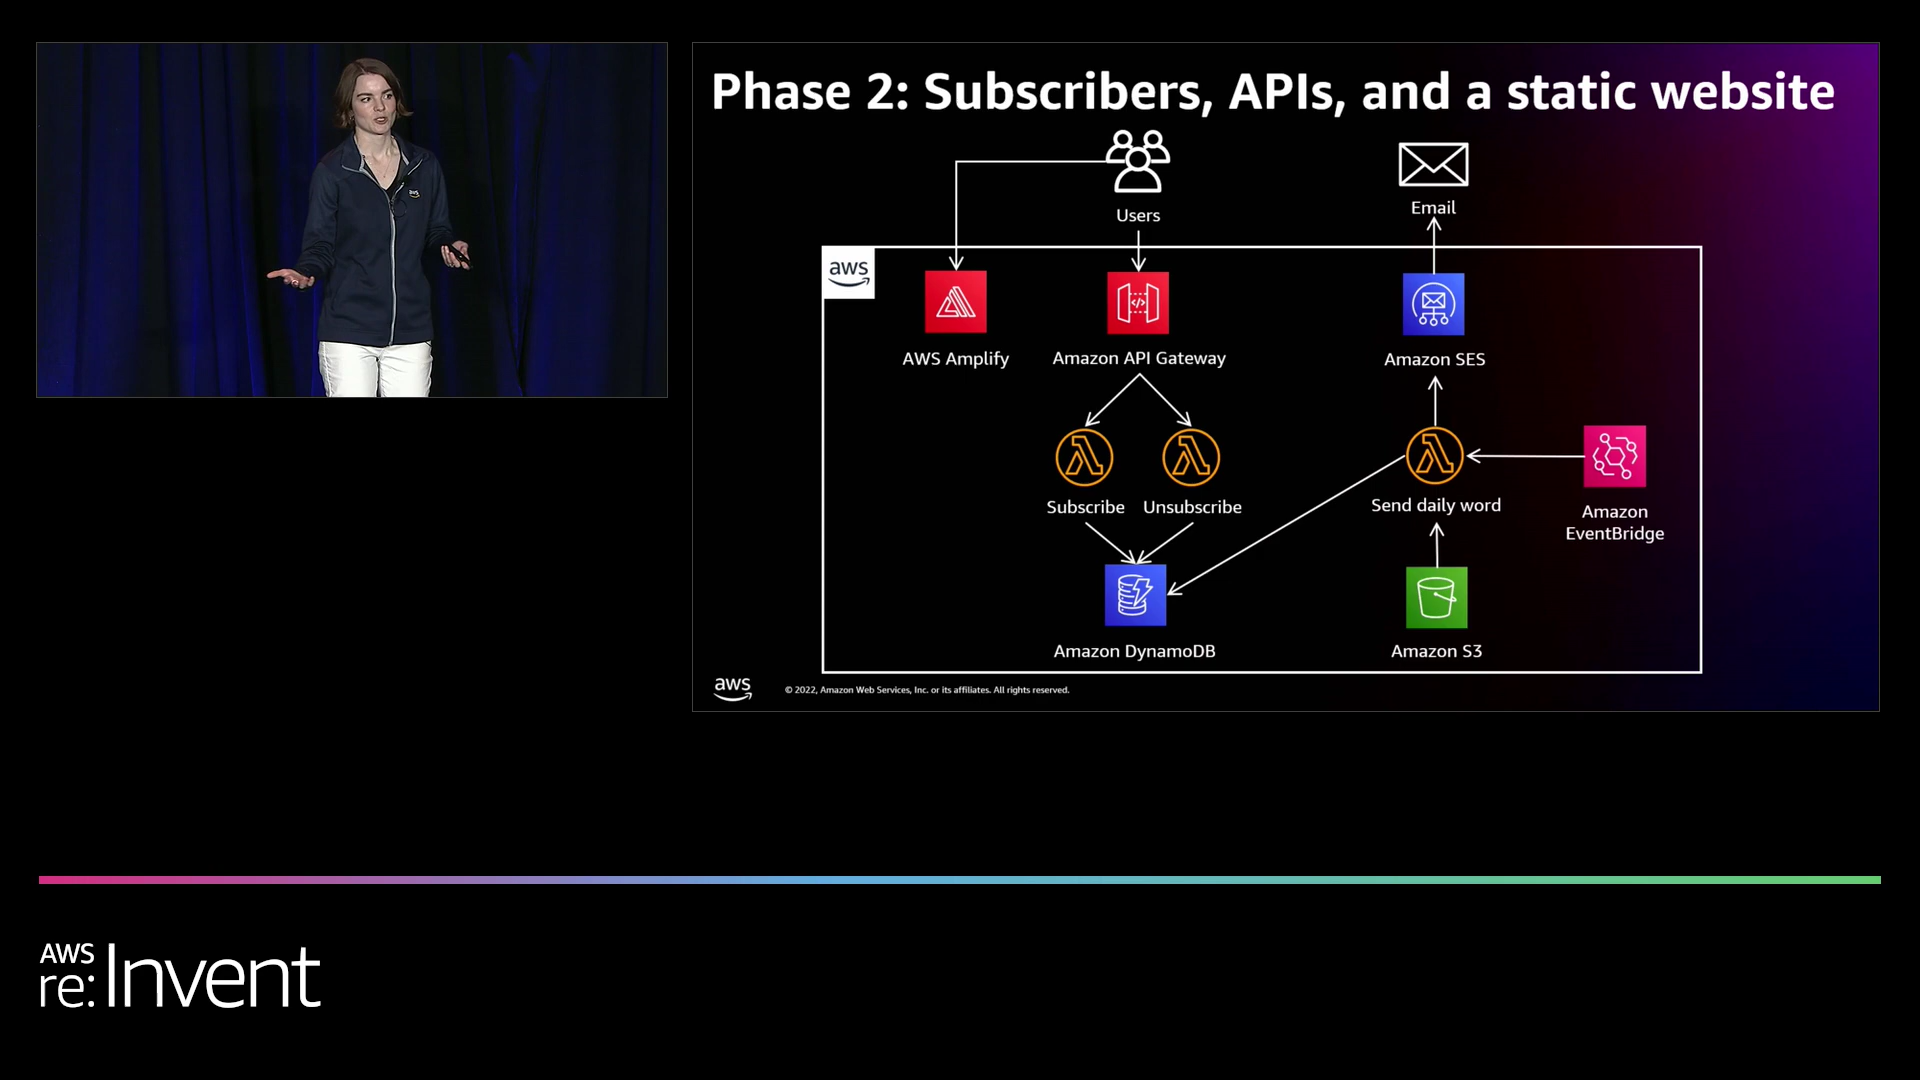 Phase 2: Subscribers, APIs, and a static website
Users
Email
aws
AWS Amplify
Amazon API Gateway
Amazon SES
Subscribe
Unsubscribe
Send daily word
Amazon
EventBridge
Amazon DynamoDB
Amazon S3
aws
© 2022, Amazon Web Services, Inc. or its affiliates. All rights reserved.
aws
AWS
re:Invent